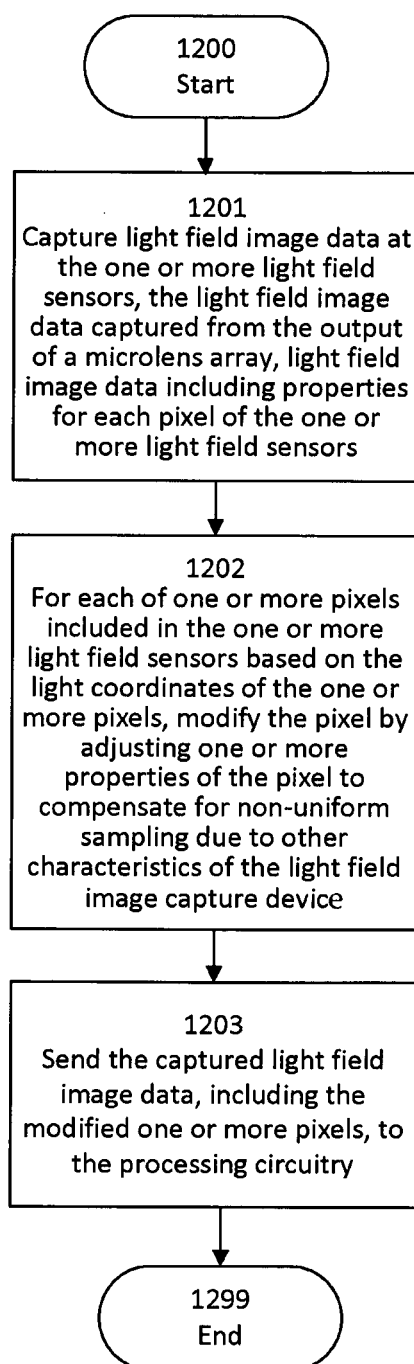 1200
Start
1201
Capture light field image data at
the one or more light field
sensors, the light field image
data captured from the output
of a microlens array, light field
image data including properties
for each pixel of the one or
more light field sensors
1202
For each of one or more pixels
included in the one or more
light field sensors based on the
light coordinates of the one or
more pixels, modify the pixel by
adjusting one or more
properties of the pixel to
compensate for non-uniform
sampling due to other
characteristics of the light field
image capture device
1203
Send the captured light field
image data, including the
modified one or more pixels, to
the processing circuitry
1299
End